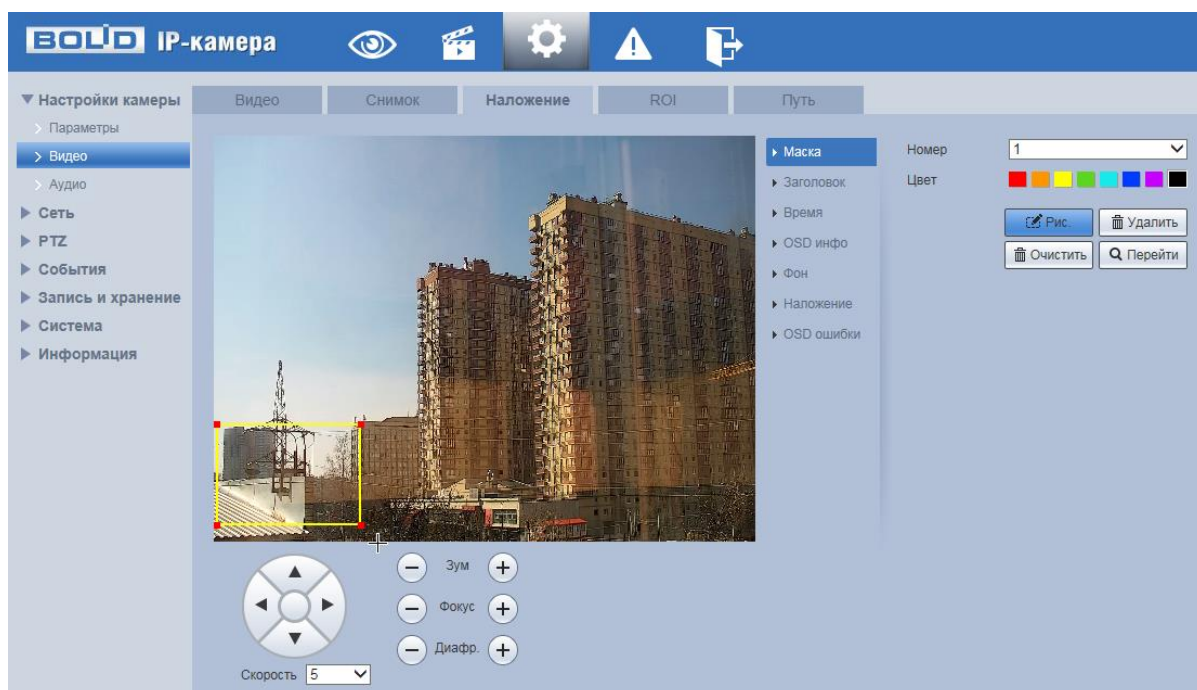 BOLID IP-камера
Настройки камеры
Параметры
Видео
Аудио
Сеть
PTZ
События
Запись и хранение
Система
Информация
Видео Снимок Наложение ROI Путь
Маска
Заголовок
Время
OSD инфо
Фон
Наложение
OSD ошибки
Номер 1
Цвет
Рис. Удалить
Очистить Перейти
Зум
Фокус
Диафр.
Скорость 5